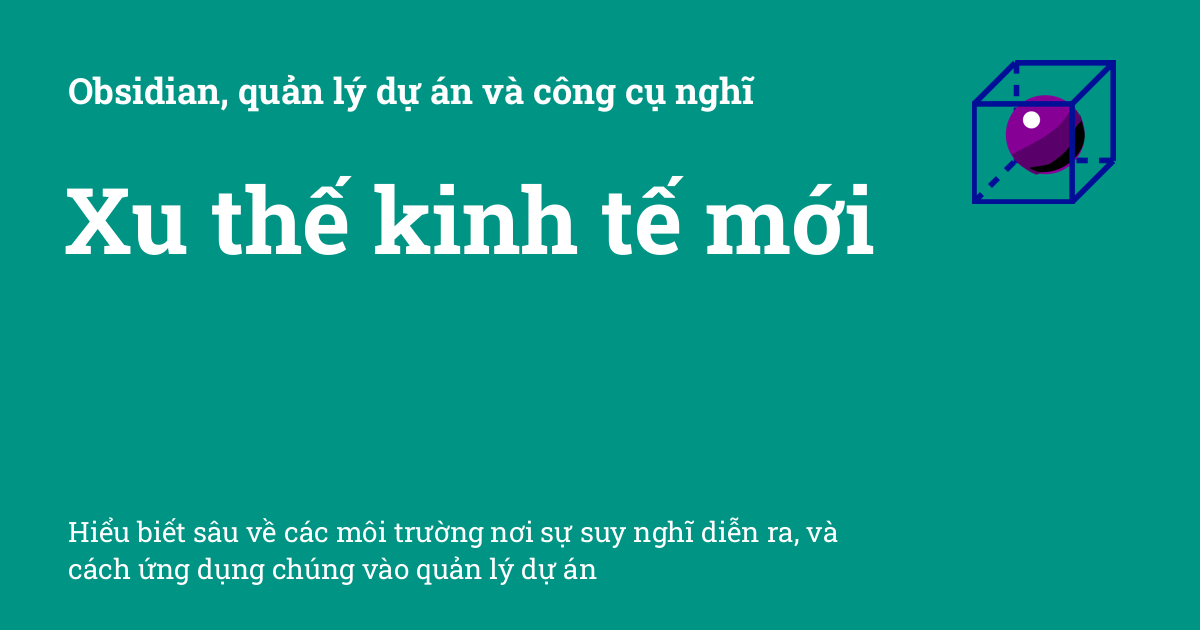 Obsidian, quản lý dự án và công cụ nghĩ
Xu thế kinh tế mới
Hiểu biết sâu về các môi trường nơi sự suy nghĩ diễn ra, và
cách ứng dụng chúng vào quản lý dự án